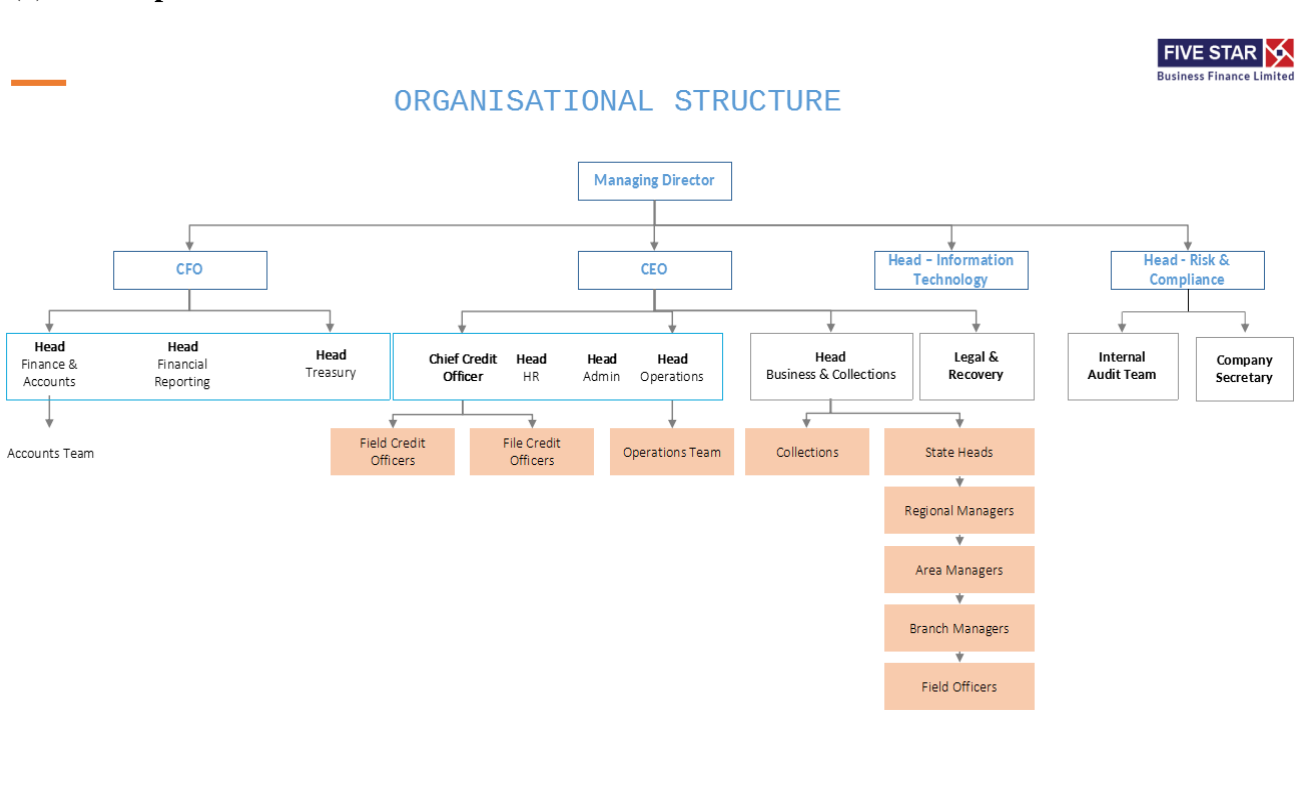 FIVE STAR
Business Finance Limited
ORGANISATIONAL STRUCTURE
Managing Director
CFO
CEO
Head – Information
Technology
Head - Risk &
Compliance
Head
Finance &
Accounts
Head
Financial
Reporting
Head
Treasury
Chief Credit
Officer
Head
HR
Head
Admin
Head
Operations
Head
Business & Collections
Legal &
Recovery
Internal
Audit Team
Company
Secretary
Accounts Team
Field Credit
Officers
File Credit
Officers
Operations Team
Collections
State Heads
Regional Managers
Area Managers
Branch Managers
Field Officers